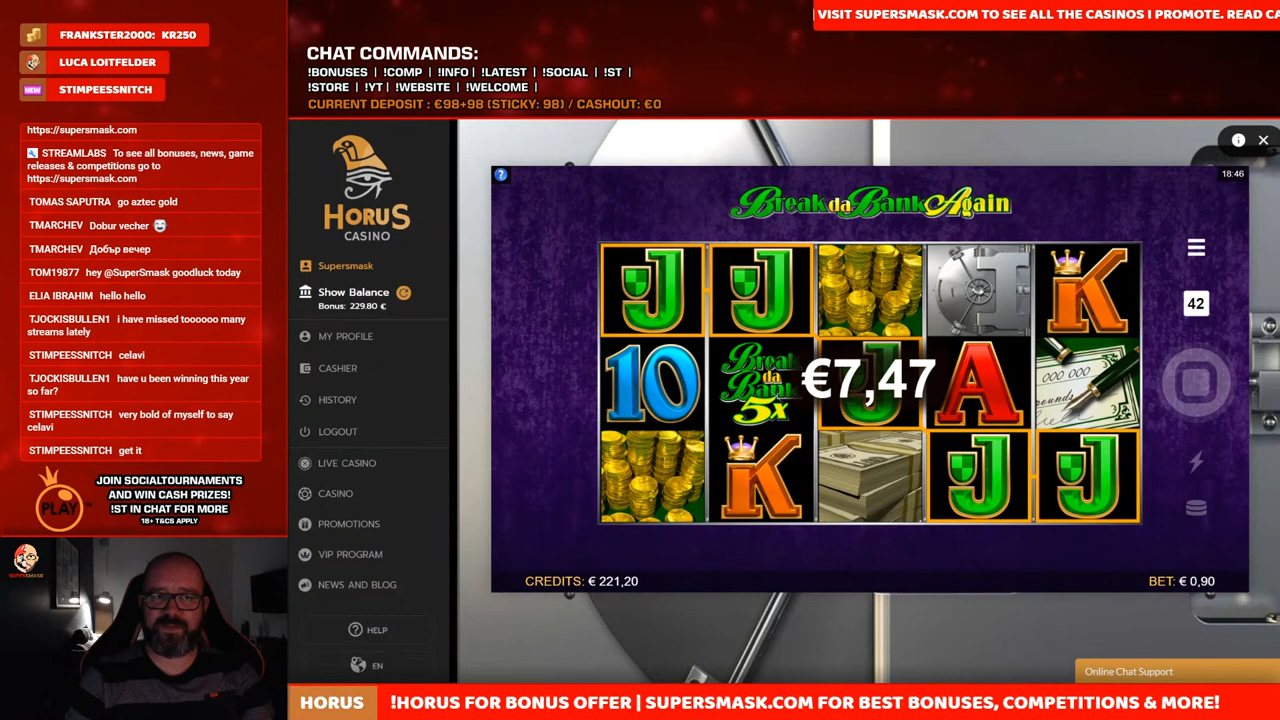 FRANKSTER2000: KR250
LUCA LOITFELDER
NEW STIMPEESSNITCH
https://supersmask.com
STREAMLABS To see all bonuses, news, game
releases & competitions go to
https://supersmask.com
TOMAS SAPUTRA go aztec gold
TMARCHEV Dobur vecher
TMARCHEV Добър вечер
TOM19877 hey @SuperSmask goodluck today
ELIA IBRAHIM hello hello
TJOCKISBULLEN1 i have missed toooooo many
streams lately
STIMPEESSNITCH celavi
TJOCKISBULLEN1 have u been winning this year
so far?
STIMPEESSNITCH very bold of myself to say
celavi
STIMPEESSNITCH get it
PLAY
JOIN SOCIALTOURNAMENTS
AND WIN CASH PRIZES!
!ST IN CHAT FOR MORE
18+ T&CS APPLY
SUPERSMASK
VISIT SUPERSMASK.COM TO SEE ALL THE CASINOS I PROMOTE. READ CA
CHAT COMMANDS:
!BONUSES | !COMP | !INFO | !LATEST | !SOCIAL | !ST |
!STORE | !YT | !WEBSITE | !WELCOME |
CURRENT DEPOSIT : €98+98 (STICKY: 98) / CASHOUT: €0
HORUS
CASINO
Supersmask
Show Balance
Bonus: 229.80 €
MY PROFILE
CASHIER
HISTORY
LOGOUT
LIVE CASINO
CASINO
PROMOTIONS
VIP PROGRAM
NEWS AND BLOG
HELP
EN
18:46
Break da Bank Again
J J K
10 Break da Bank 5x J A 000 000
K J J
€7,47
42
CREDITS: € 221,20
BET: € 0,90
Online Chat Support
HORUS
!HORUS FOR BONUS OFFER | SUPERSMASK.COM FOR BEST BONUSES, COMPETITIONS & MORE!